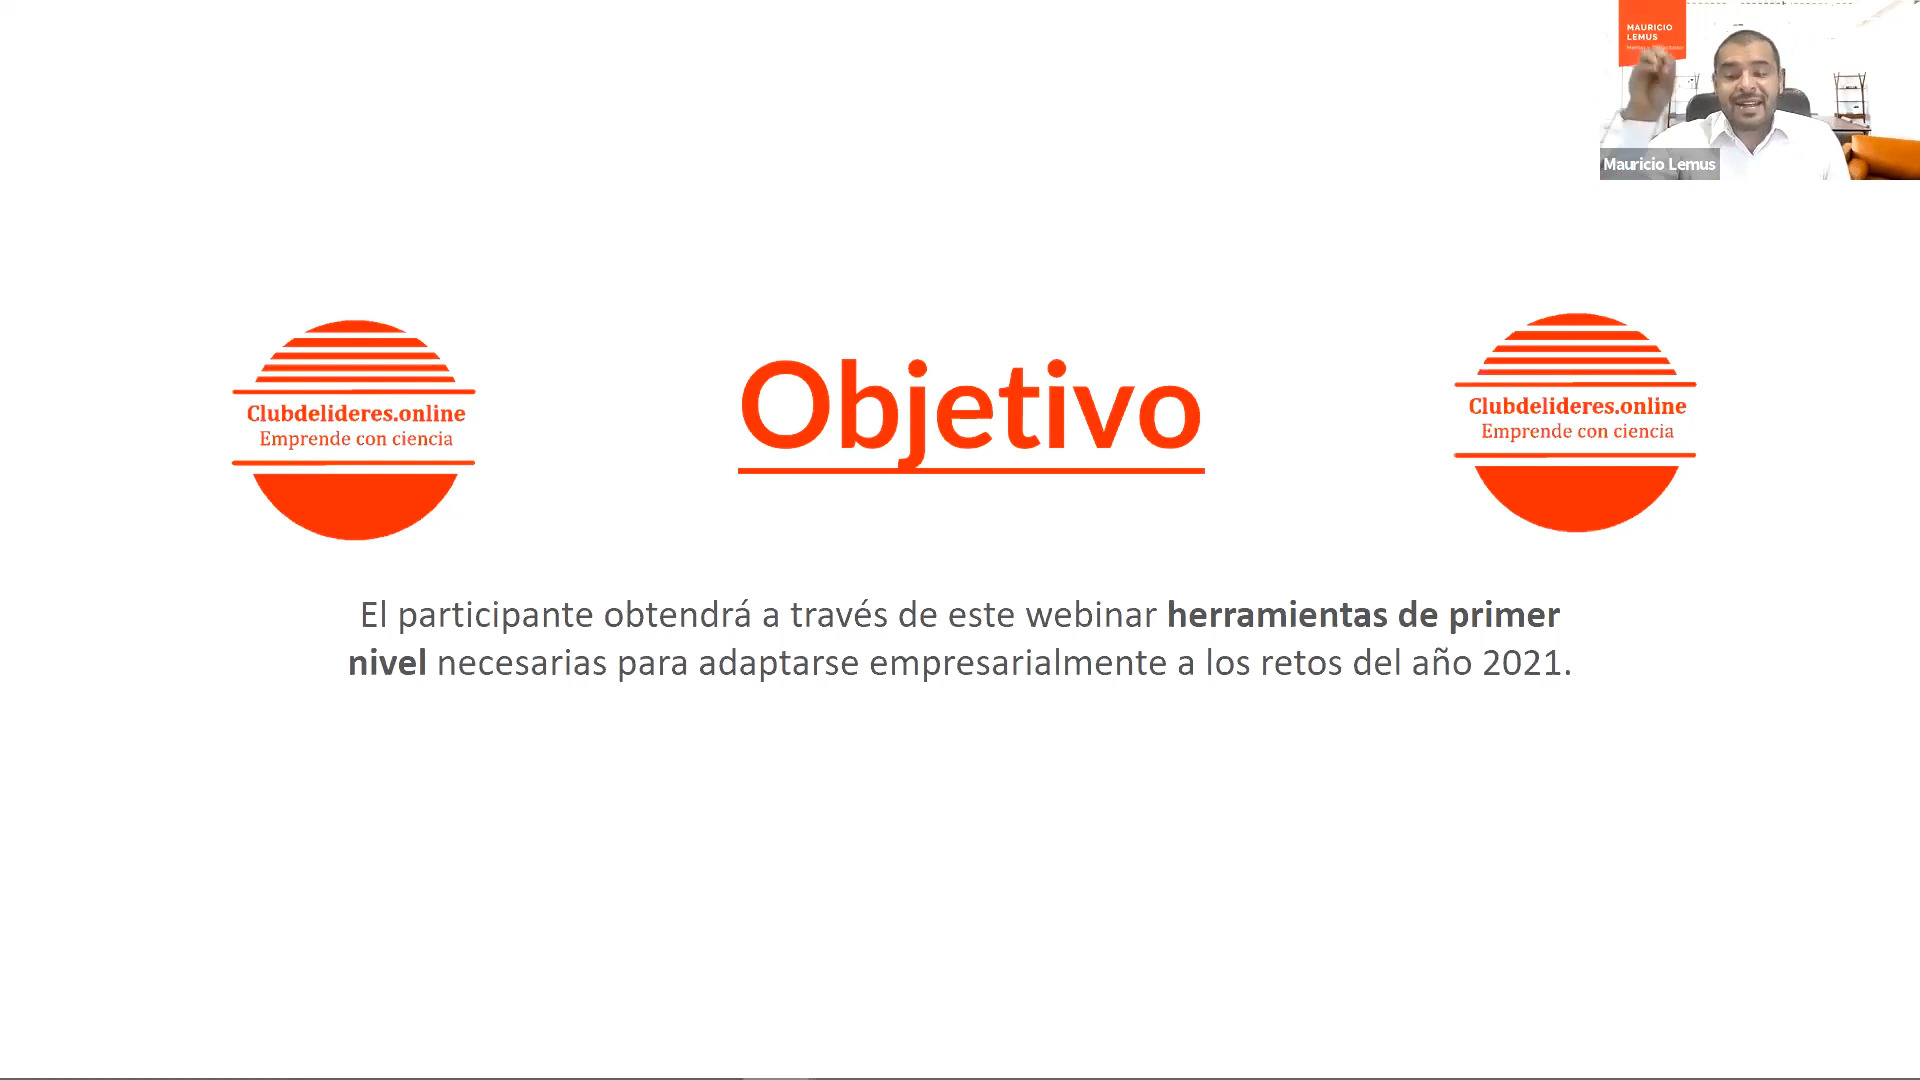 MAURICIO
LEMUS
Mauricio Lemus
Clubdelideres.online
Emprende con ciencia
Objetivo
Clubdelideres.online
Emprende con ciencia
El participante obtendrá a través de este webinar herramientas de primer
nivel necesarias para adaptarse empresarialmente a los retos del año 2021.